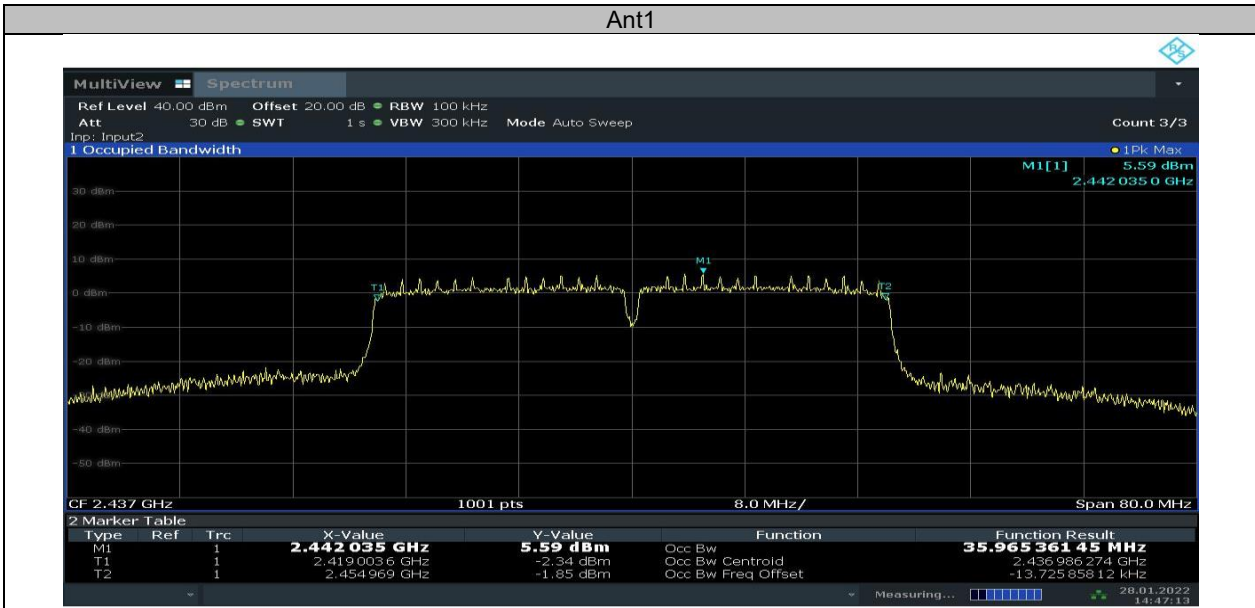 Ant1
R S
MultiView Spectrum
Ref Level 40.00 dBm Offset 20.00 dB RBW 100 kHz
Att 30 dB SWT 1 s VBW 300 kHz Mode Auto Sweep Count 3/3
Inp: Input2
1 Occupied Bandwidth 1Pk Max
M1[1] 5.59 dBm
2.442 035 0 GHz
30 dBm
20 dBm
10 dBm
M1
T1 T2
0 dBm
-10 dBm
-20 dBm
-40 dBm
-50 dBm
CF 2.437 GHz 1001 pts 8.0 MHz/ Span 80.0 MHz
2 Marker Table
Type Ref Trc X-Value Y-Value Function Function Result
M1 1 2.442 035 GHz 5.59 dBm Occ Bw 35.965 361 45 MHz
T1 1 2.419 003 6 GHz -2.34 dBm Occ Bw Centroid 2.436 986 274 GHz
T2 1 2.454 969 GHz -1.85 dBm Occ Bw Freq Offset -13.725 858 12 kHz
Measuring... 28.01.2022
14:47:13